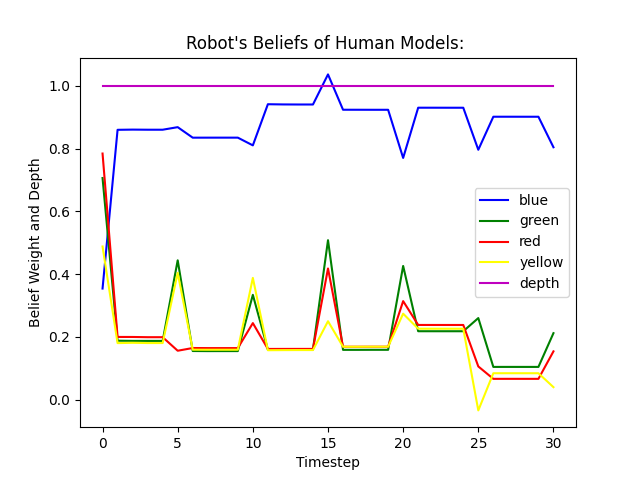 Robot's Beliefs of Human Models:
Belief Weight and Depth
1.0
0.8
0.6
0.4
0.2
0.0
blue
green
red
yellow
depth
0 5 10 15 20 25 30
Timestep